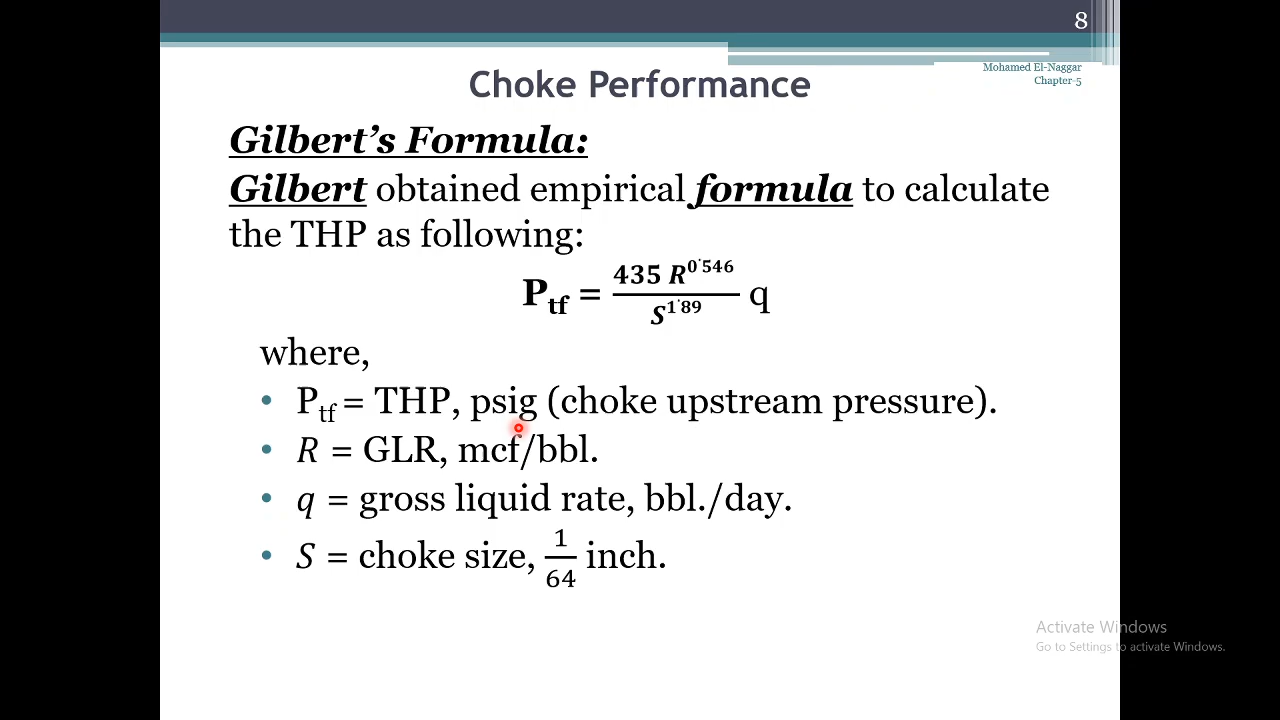 8
Mohamed El-Naggar
Chapter-5
Choke Performance
Gilbert’s Formula:
Gilbert obtained empirical formula to calculate
the THP as following:
P_tf = \frac{435 R^{0.546}}{S^{1.89}} q
where,
• P_tf = THP, psig (choke upstream pressure).
• R = GLR, mcf/bbl.
• q = gross liquid rate, bbl./day.
• S = choke size, \frac{1}{64} inch.
Activate Windows
Go to Settings to activate Windows.